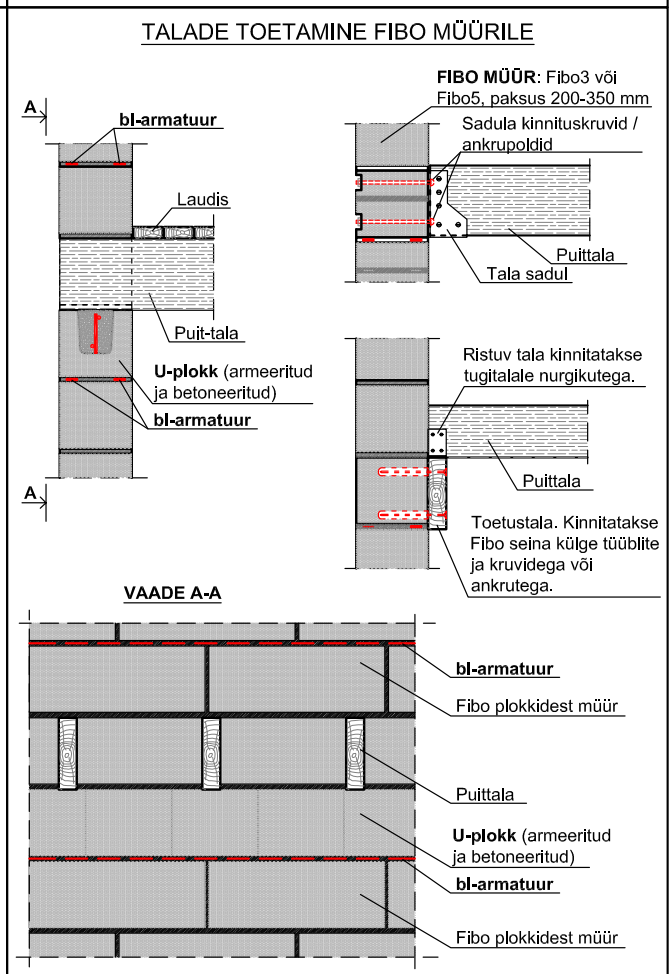 TALADE TOETAMINE FIBO MÜÜRILE
A
bl-armatuur
Laudis
Puit-tala
U-plokk (armeeritud
ja betoneeritud)
bl-armatuur
A
FIBO MÜÜR: Fibo3 või
Fibo5, paksus 200-350 mm
Sadula kinnituskruvid /
ankrupoldid
Puittala
Tala sadul
Ristuv tala kinnitatakse
tugitalale nurgikutega.
Puittala
Toetustala. Kinnitatakse
Fibo seina külge tüüblite
ja kruvidega või
ankrutega.
VAADE A-A
bl-armatuur
Fibo plokkidest müür
Puittala
U-plokk (armeeritud
ja betoneeritud)
bl-armatuur
Fibo plokkidest müür